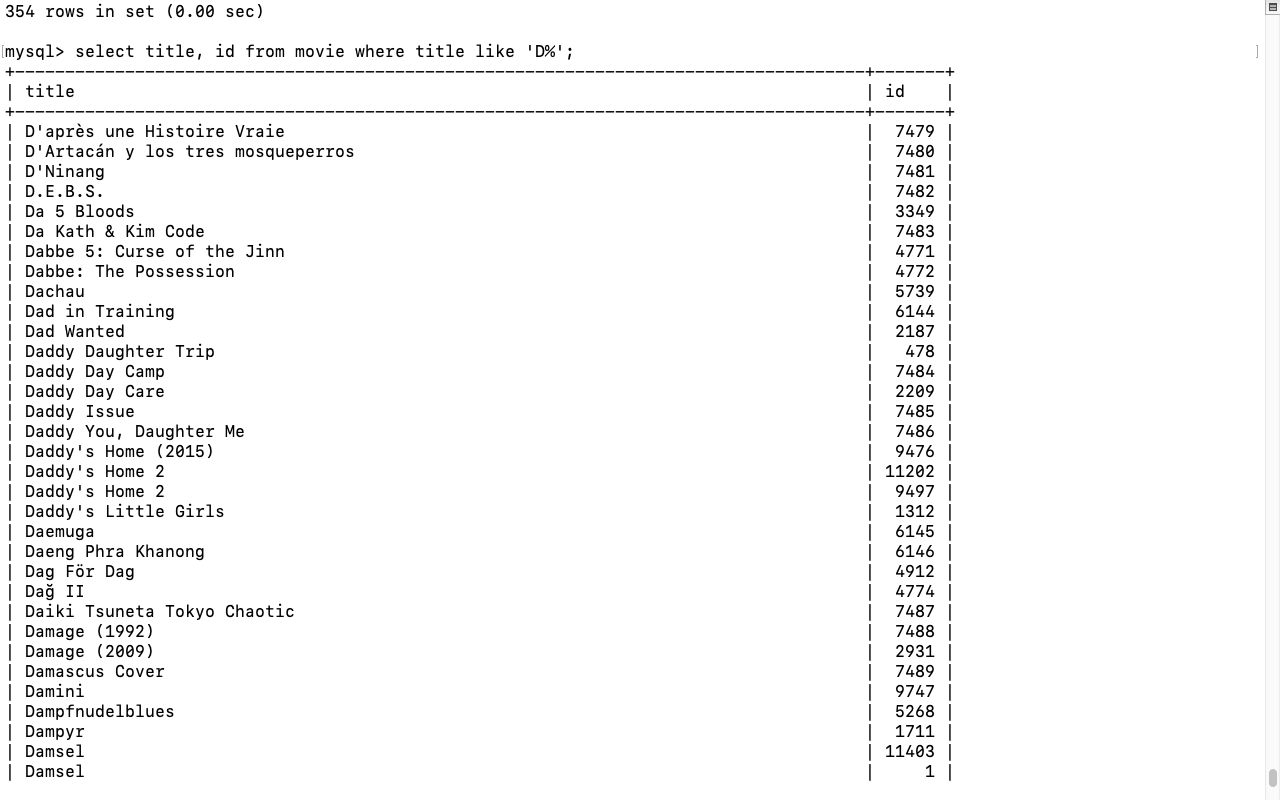 354 rows in set (0.00 sec)
mysql> select title, id from movie where title like 'D%';
| title | id |
| D'après une Histoire Vraie | 7479 |
| D'Artacán y los tres mosqueperros | 7480 |
| D'Ninang | 7481 |
| D.E.B.S. | 7482 |
| Da 5 Bloods | 3349 |
| Da Kath & Kim Code | 7483 |
| Dabbe 5: Curse of the Jinn | 4771 |
| Dabbe: The Possession | 4772 |
| Dachau | 5739 |
| Dad in Training | 6144 |
| Dad Wanted | 2187 |
| Daddy Daughter Trip | 478 |
| Daddy Day Camp | 7484 |
| Daddy Day Care | 2209 |
| Daddy Issue | 7485 |
| Daddy You, Daughter Me | 7486 |
| Daddy's Home (2015) | 9476 |
| Daddy's Home 2 | 11202 |
| Daddy's Home 2 | 9497 |
| Daddy's Little Girls | 1312 |
| Daemuga | 6145 |
| Daeng Phra Khanong | 6146 |
| Dag För Dag | 4912 |
| Dağ II | 4774 |
| Daiki Tsuneta Tokyo Chaotic | 7487 |
| Damage (1992) | 7488 |
| Damage (2009) | 2931 |
| Damascus Cover | 7489 |
| Damini | 9747 |
| Dampfnudelblues | 5268 |
| Dampyr | 1711 |
| Damsel | 11403 |
| Damsel | 1 |